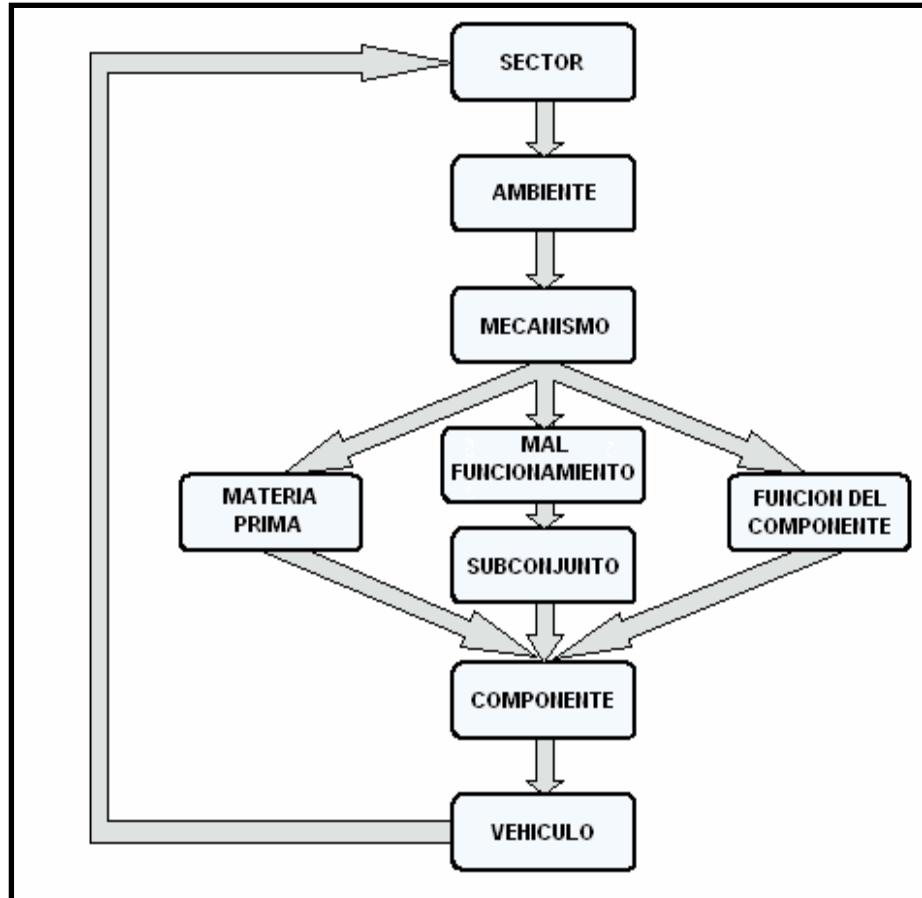 SECTOR
AMBIENTE
MECANISMO
MAL
FUNCIONAMIENTO
MATERIA
PRIMA
FUNCION DEL
COMPONENTE
SUBCONJUNTO
COMPONENTE
VEHICULO